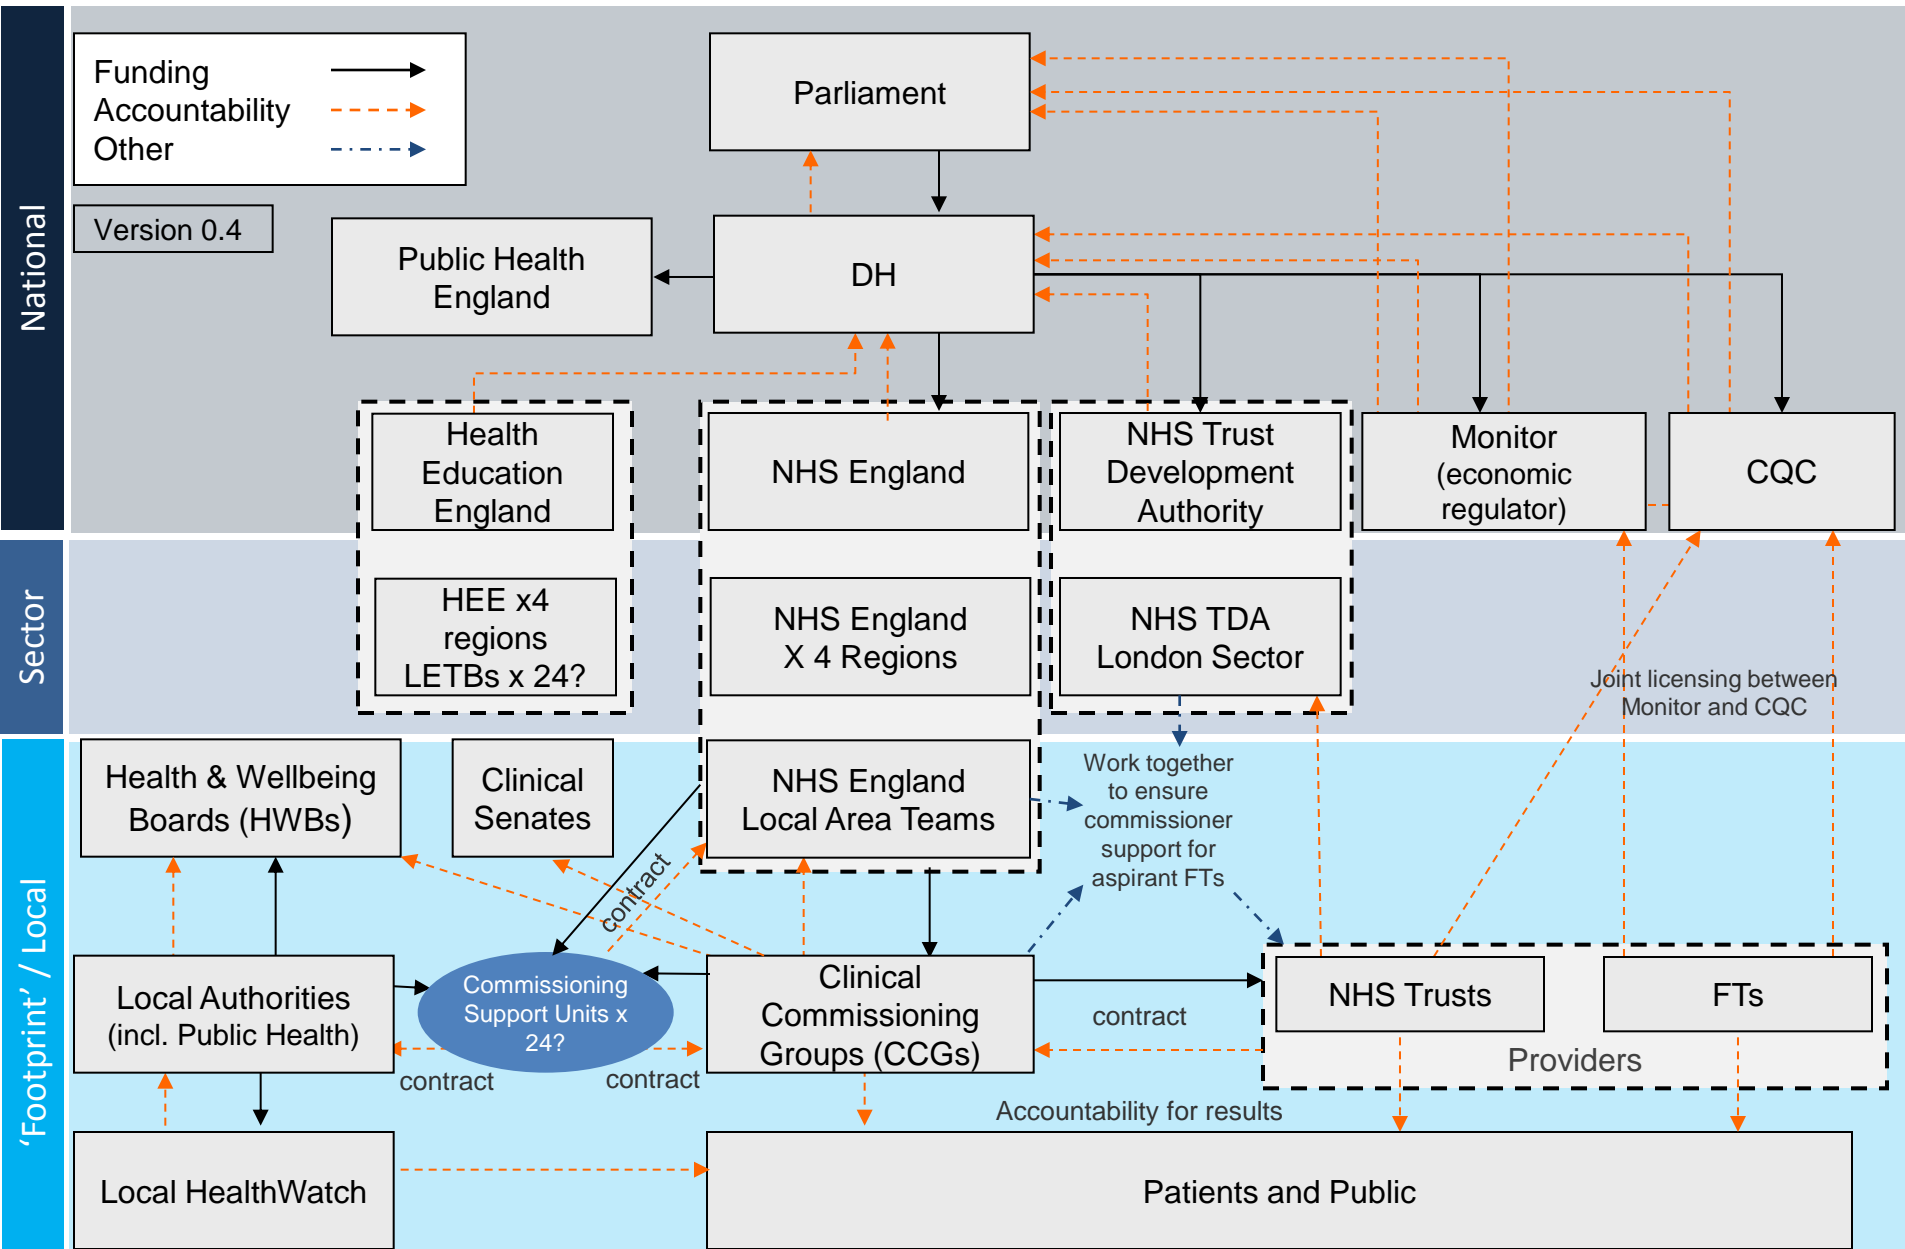 Funding
Accountability
Other
Version 0.4
National
Parliament
Public Health
England
DH
Health
Education
England
NHS England
NHS Trust
Development
Authority
Monitor
(economic
regulator)
CQC
Sector
HEE x4
regions
LETBs x 24?
NHS England
X 4 Regions
NHS TDA
London Sector
Joint licensing between
Monitor and CQC
‘Footprint’ / Local
Health & Wellbeing
Boards (HWBs)
Clinical
Senates
NHS England
Local Area Teams
Work together
to ensure
commissioner
support for
aspirant FTs
contract
Local Authorities
(incl. Public Health)
Commissioning
Support Units x
24?
Clinical
Commissioning
Groups (CCGs)
contract
NHS Trusts
FTs
Providers
contract
contract
Accountability for results
Local HealthWatch
Patients and Public